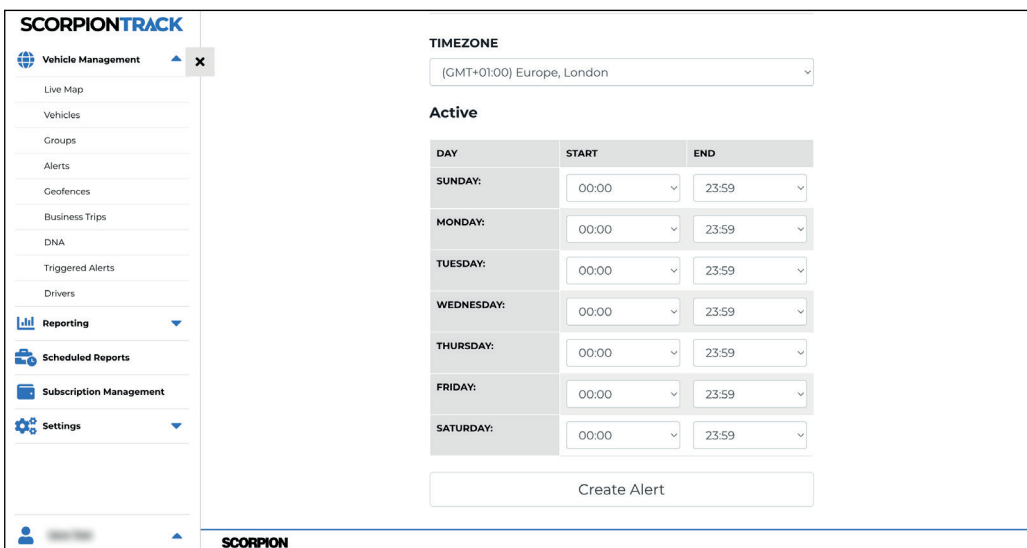 SCORPIONTRACK
Vehicle Management
Live Map
Vehicles
Groups
Alerts
Geofences
Business Trips
DNA
Triggered Alerts
Drivers
Reporting
Scheduled Reports
Subscription Management
Settings
TIMEZONE
(GMT+01:00) Europe, London
Active
DAY START END
SUNDAY: 00:00 23:59
MONDAY: 00:00 23:59
TUESDAY: 00:00 23:59
WEDNESDAY: 00:00 23:59
THURSDAY: 00:00 23:59
FRIDAY: 00:00 23:59
SATURDAY: 00:00 23:59
Create Alert
SCORPION